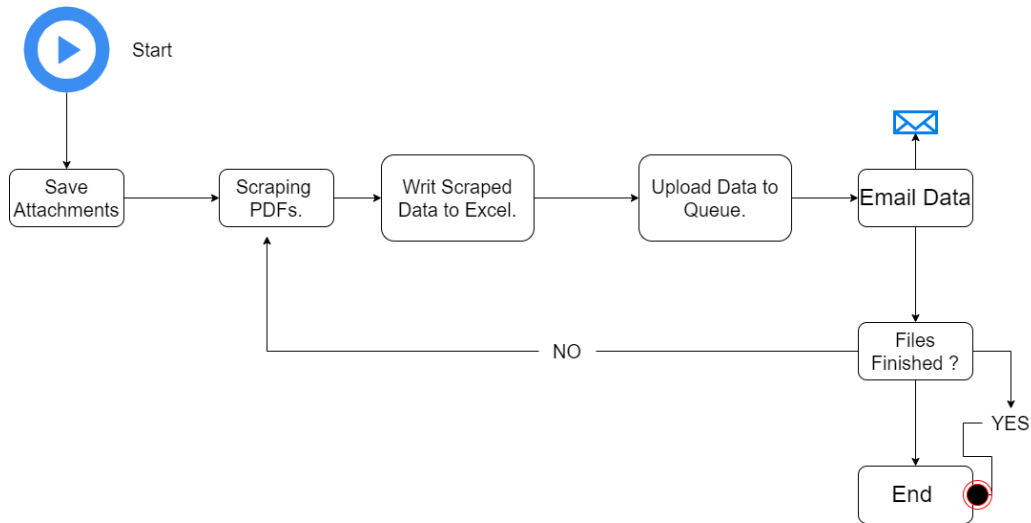 Start
Save
Attachments
Scraping
PDFs.
Writ Scraped
Data to Excel.
Upload Data to
Queue.
Email Data
Files
Finished ?
NO
YES
End